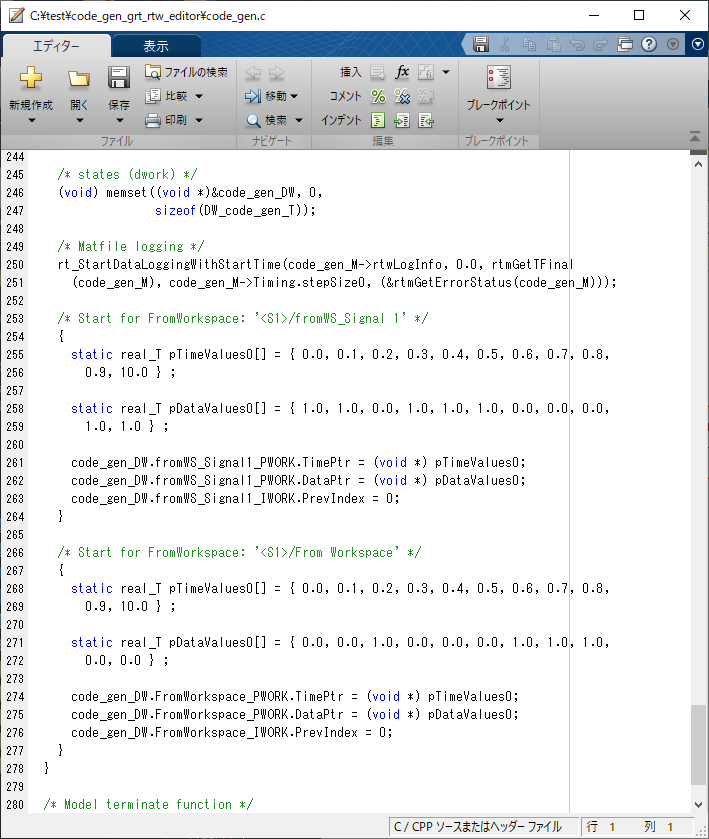 C:¥test¥code_gen_grt_rtw_editor¥code_gen.c
エディター 表示
新規作成 開く 保存 ファイルの検索 比較 印刷
ファイル
移動 検索
ナビゲート
挿入 fx
コメント
インデント
編集
ブレークポイント
ブレークポイント
244
245 /* states (dwork) */
246 (void) memset((void *)&code_gen_DW, 0,
247 sizeof(DW_code_gen_T));
248
249 /* Matfile logging */
250 rt_StartDataLoggingWithStartTime(code_gen_M->rtwLogInfo, 0.0, rtmGetTFinal
251 (code_gen_M), code_gen_M->Timing.stepSize0, (&rtmGetErrorStatus(code_gen_M)));
252
253 /* Start for FromWorkspace: '<S1>/fromWS_Signal 1' */
254 {
255 static real_T pTimeValues0[] = { 0.0, 0.1, 0.2, 0.3, 0.4, 0.5, 0.6, 0.7, 0.8,
256 0.9, 10.0 } ;
257
258 static real_T pDataValues0[] = { 1.0, 1.0, 0.0, 1.0, 1.0, 1.0, 0.0, 0.0, 0.0,
259 1.0, 1.0 } ;
260
261 code_gen_DW.fromWS_Signal1_PWORK.TimePtr = (void *) pTimeValues0;
262 code_gen_DW.fromWS_Signal1_PWORK.DataPtr = (void *) pDataValues0;
263 code_gen_DW.fromWS_Signal1_IWORK.PrevIndex = 0;
264 }
265
266 /* Start for FromWorkspace: '<S1>/From Workspace' */
267 {
268 static real_T pTimeValues0[] = { 0.0, 0.1, 0.2, 0.3, 0.4, 0.5, 0.6, 0.7, 0.8,
269 0.9, 10.0 } ;
270
271 static real_T pDataValues0[] = { 0.0, 0.0, 1.0, 0.0, 0.0, 0.0, 1.0, 1.0, 1.0,
272 0.0, 0.0 } ;
273
274 code_gen_DW.FromWorkspace_PWORK.TimePtr = (void *) pTimeValues0;
275 code_gen_DW.FromWorkspace_PWORK.DataPtr = (void *) pDataValues0;
276 code_gen_DW.FromWorkspace_IWORK.PrevIndex = 0;
277 }
278 }
279
280 /* Model terminate function */
C / CPP ソースまたはヘッダー ファイル 行 1 列 1